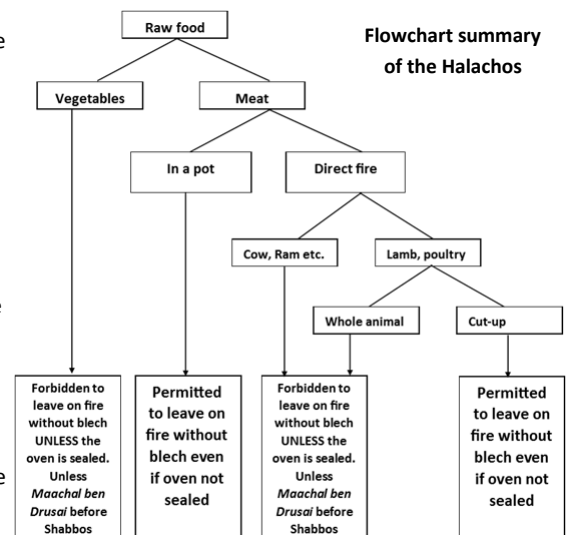 Flowchart summary
of the Halachos
Raw food
Vegetables
Meat
In a pot
Direct fire
Cow, Ram etc.
Lamb, poultry
Whole animal
Cut-up
Forbidden to
leave on fire
without blech
UNLESS the
oven is sealed.
Unless
Maachal ben
Drusai before
Shabbos
Permitted
to leave on
fire without
blech even
if oven not
sealed
Forbidden to
leave on fire
without blech
UNLESS the
oven is sealed.
Unless
Maachal ben
Drusai before
Shabbos
Permitted
to leave on
fire without
blech even
if oven not
sealed